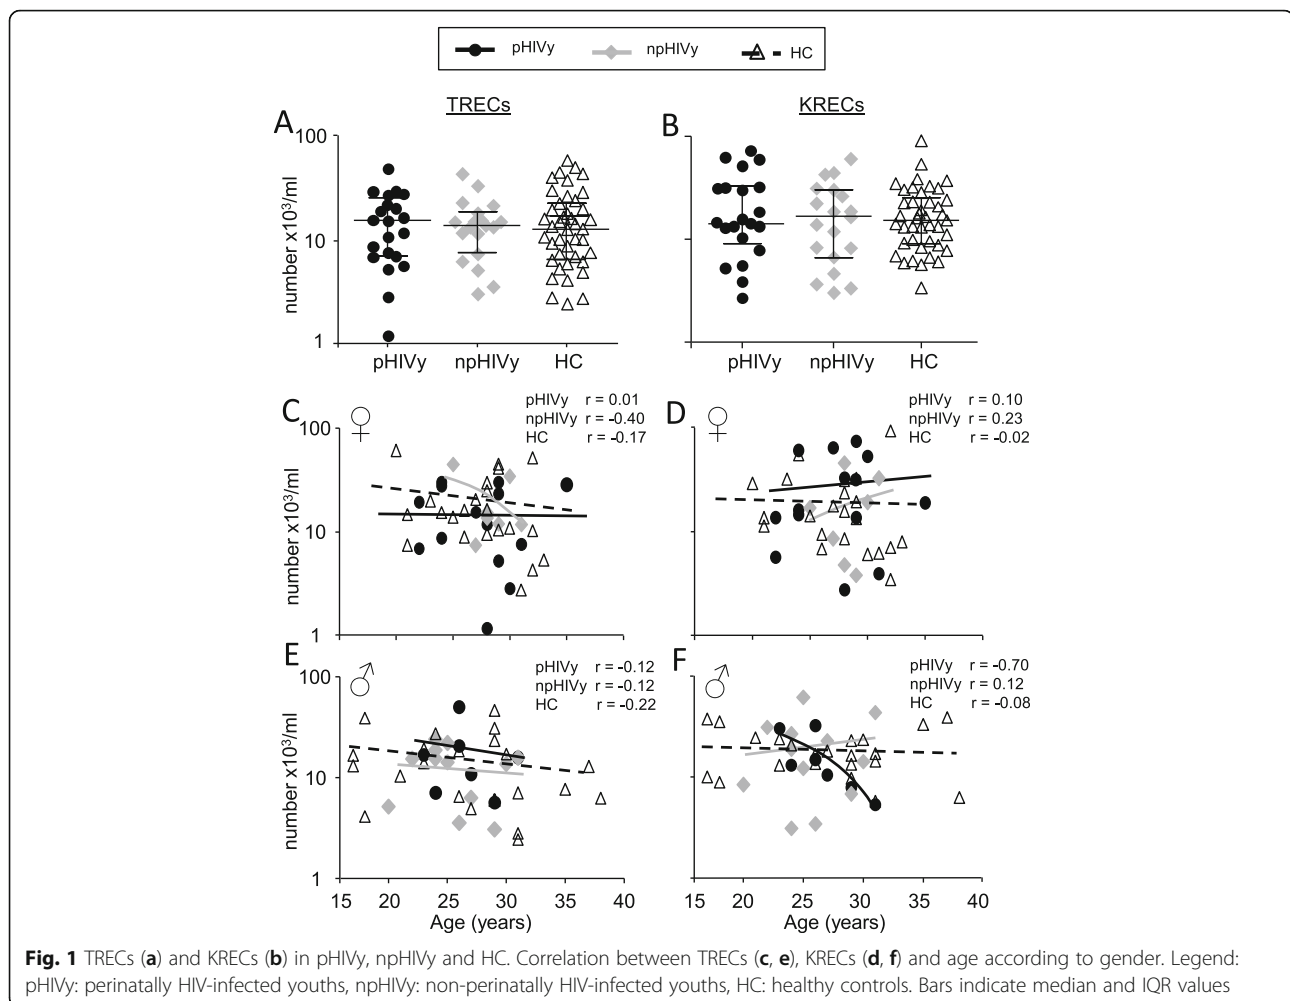 pHIVy npHIVy HC
TRECs KRECs
A B
100
10
1
number x10³/ml
pHIVy npHIVy HC pHIVy npHIVy HC
C ♀
pHIVy r = 0.01
npHIVy r = -0.40
HC r = -0.17
D ♀
pHIVy r = 0.10
npHIVy r = 0.23
HC r = -0.02
100
10
1
number x10³/ml
E ♂
pHIVy r = -0.12
npHIVy r = -0.12
HC r = -0.22
F ♂
pHIVy r = -0.70
npHIVy r = 0.12
HC r = -0.08
100
10
1
number x10³/ml
15 20 25 30 35 40 15 20 25 30 35 40
Age (years) Age (years)
Fig. 1 TRECs (a) and KRECs (b) in pHIVy, npHIVy and HC. Correlation between TRECs (c, e), KRECs (d, f) and age according to gender. Legend:
pHIVy: perinatally HIV-infected youths, npHIVy: non-perinatally HIV-infected youths, HC: healthy controls. Bars indicate median and IQR values